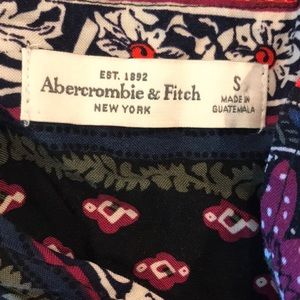 EST. 1892
Abercrombie & Fitch
NEW YORK
S
MADE IN
GUATEMALA